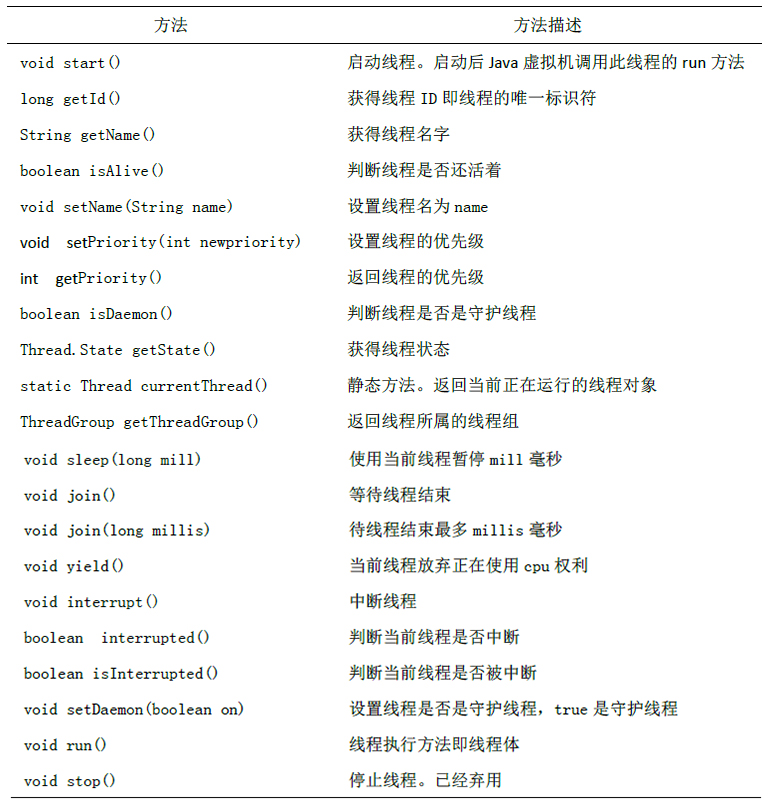 方法 方法描述
void start() 启动线程。启动后 Java 虚拟机调用此线程的 run 方法
long getId() 获得线程 ID 即线程的唯一标识符
String getName() 获得线程名字
boolean isAlive() 判断线程是否还活着
void setName(String name) 设置线程名为 name
void setPriority(int newpriority) 设置线程的优先级
int getPriority() 返回线程的优先级
boolean isDaemon() 判断线程是否是守护线程
Thread.State getState() 获得线程状态
static Thread currentThread() 静态方法。返回当前正在运行的线程对象
ThreadGroup getThreadGroup() 返回线程所属的线程组
void sleep(long mill) 使用当前线程暂停 mill 毫秒
void join() 等待线程结束
void join(long millis) 待线程结束最多 millis 毫秒
void yield() 当前线程放弃正在使用 cpu 权利
void interrupt() 中断线程
boolean interrupted() 判断当前线程是否中断
boolean isInterrupted() 判断当前线程是否被中断
void setDaemon(boolean on) 设置线程是否是守护线程，true 是守护线程
void run() 线程执行方法即线程体
void stop() 停止线程。已经弃用